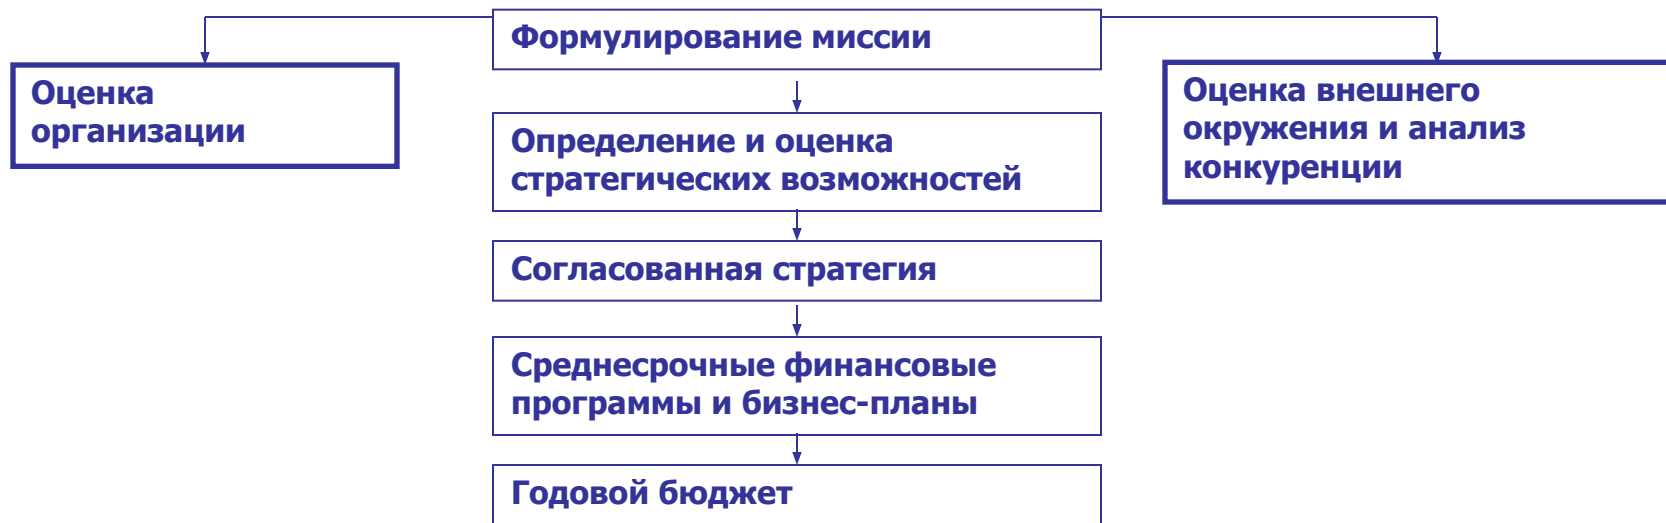 Формулирование миссии
Оценка
организации
Оценка внешнего
окружения и анализ
конкуренции
Определение и оценка
стратегических возможностей
Согласованная стратегия
Среднесрочные финансовые
программы и бизнес-планы
Годовой бюджет